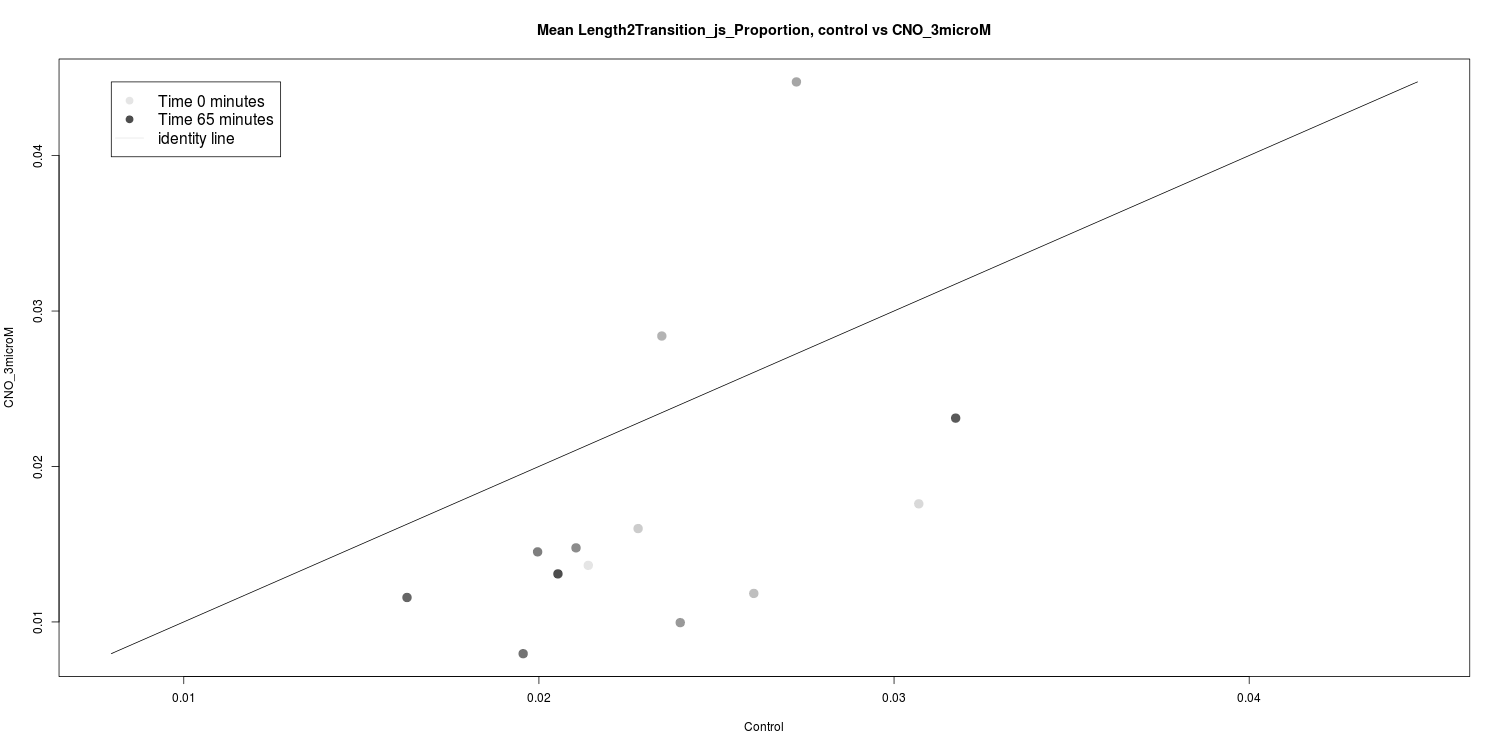 Mean Length2Transition_js_Proportion, control vs CNO_3microM
Time 0 minutes
Time 65 minutes
identity line
CNO_3microM
0.04
0.03
0.02
0.01
0.01 0.02 0.03 0.04
Control